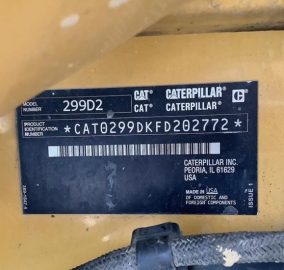 MODEL NUMBER 299D2 CAT® CATERPILLAR®
CAT® CATERPILLAR®
PRODUCT IDENTIFICATION NUMBER *CAT0299DKFD202772*
CATERPILLAR INC.
PEORIA, IL 61629
USA
MADE IN USA
OF DOMESTIC AND
FOREIGN COMPONENTS
ISSUE 1